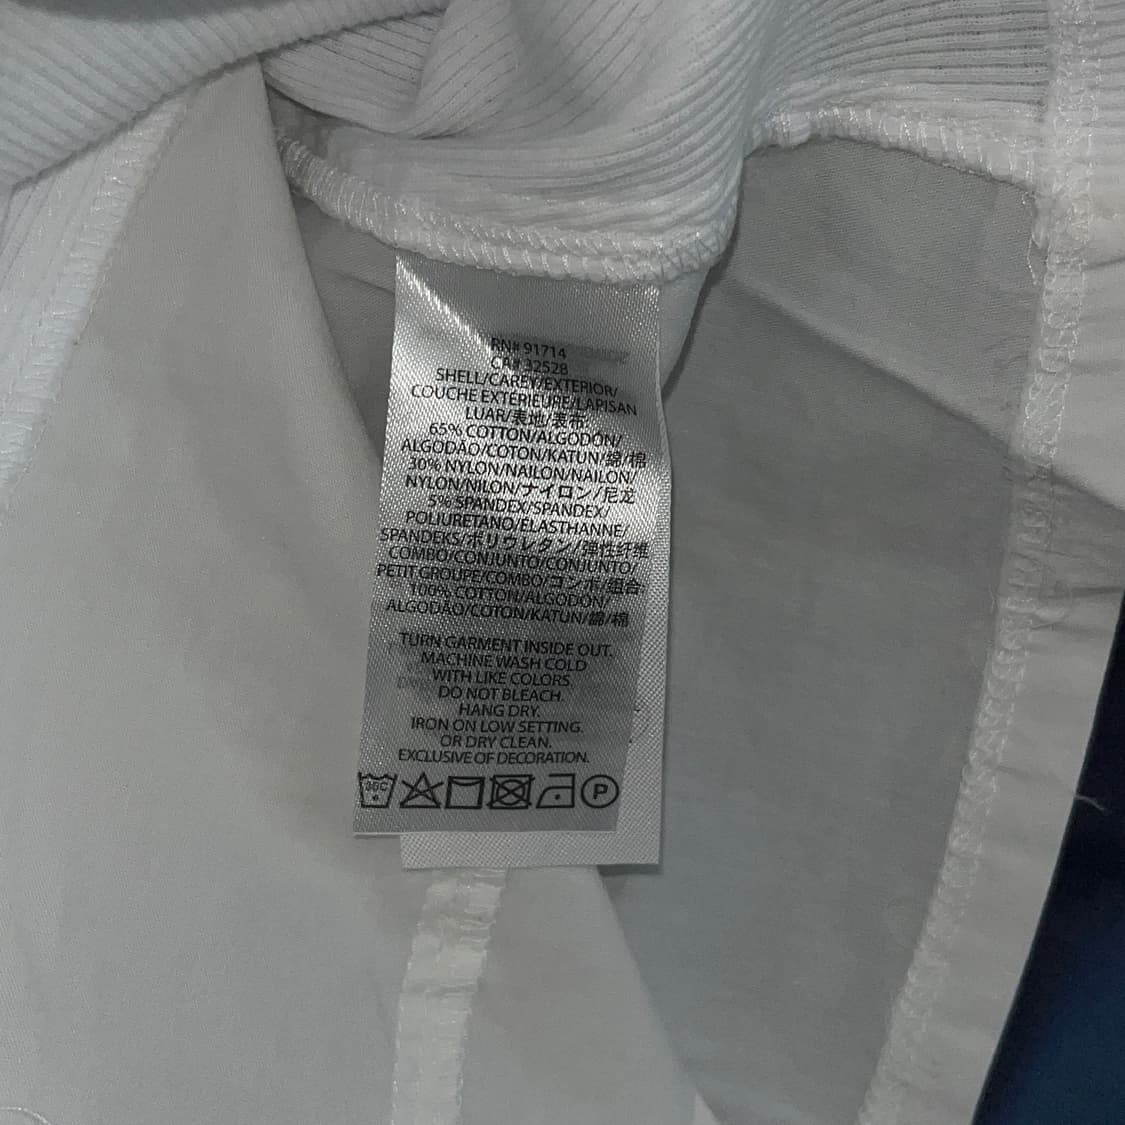 RN# 91714
CA# 32528
SHELL/CAREY/EXTERIOR/
COUCHE EXTERIEURE/LAPISAN
LUAR/表地/表布
65% COTTON/ALGODÓN/
ALGODÃO/COTON/KATUN/綿/棉
30% NYLON/NAILON/NAILON/
NYLON/NILON/ナイロン/尼龙
5% SPANDEX/SPANDEX/
POLIURETANO/ELASTHANNE/
SPANDEKS/ポリウレタン/弹性纤维
COMBO/CONJUNTO/CONJUNTO/
PETIT GROUPE/COMBO/コンボ/组合
100% COTTON/ALGODÓN/
ALGODÃO/COTON/KATUN/綿/棉
TURN GARMENT INSIDE OUT.
MACHINE WASH COLD
WITH LIKE COLORS.
DO NOT BLEACH.
HANG DRY.
IRON ON LOW SETTING.
OR DRY CLEAN.
EXCLUSIVE OF DECORATION.
30C P